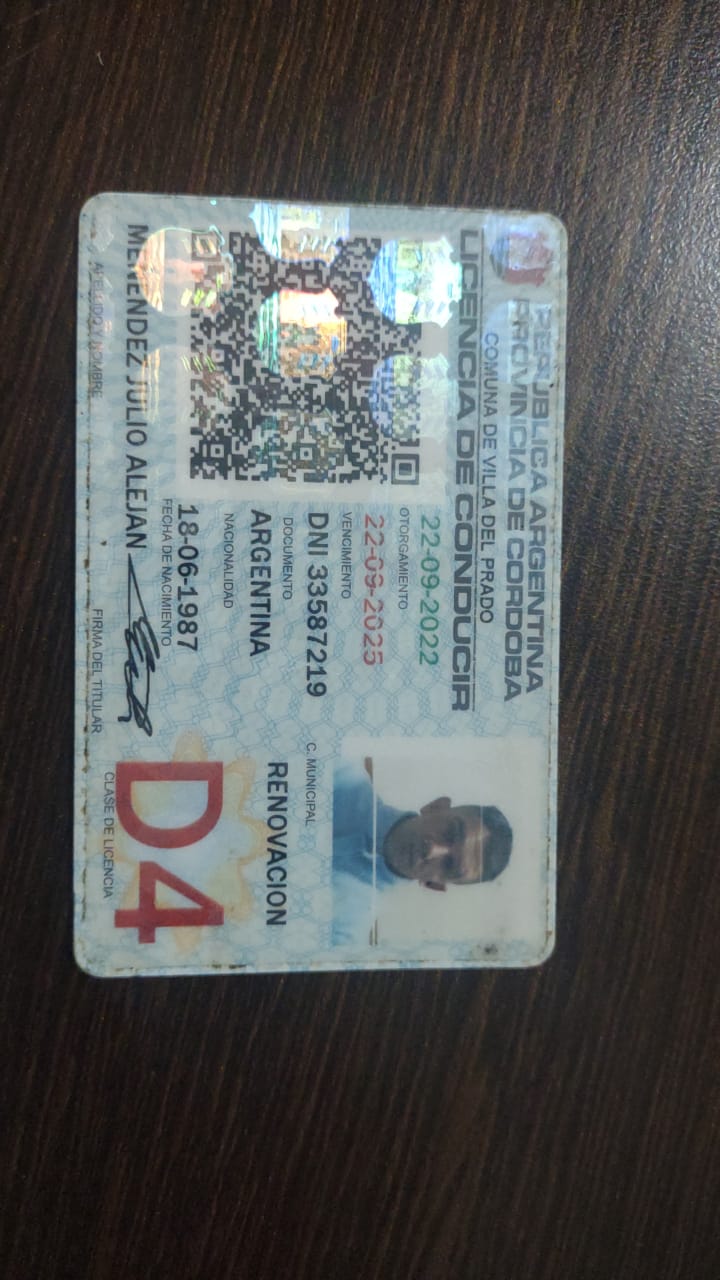 REPUBLICA ARGENTINA
PROVINCIA DE CORDOBA
COMUNA DE VILLA DEL PRADO
LICENCIA DE CONDUCIR
22-09-2022
OTORGAMIENTO
22-09-2025
VENCIMIENTO
DNI 33587219
DOCUMENTO
ARGENTINA
NACIONALIDAD
18-06-1987
FECHA DE NACIMIENTO
JULIO ALEJAN
APELLIDO Y NOMBRE
FIRMA DEL TITULAR
C. MUNICIPAL
RENOVACION
D4
CLASE DE LICENCIA